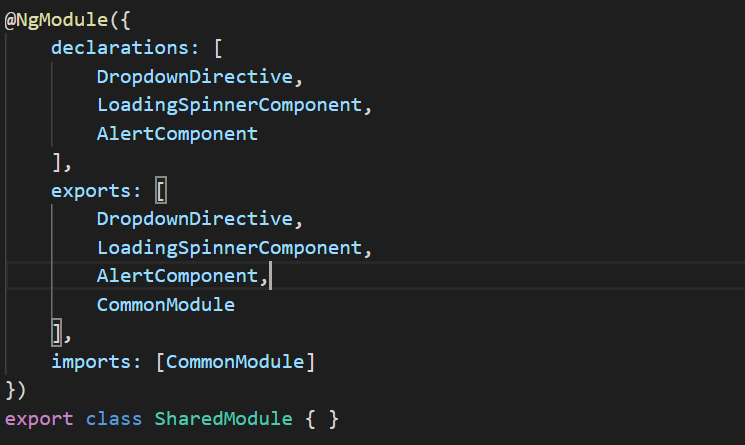 @NgModule({
    declarations: [
        DropdownDirective,
        LoadingSpinnerComponent,
        AlertComponent
    ],
    exports: [
        DropdownDirective,
        LoadingSpinnerComponent,
        AlertComponent,
        CommonModule
    ],
    imports: [CommonModule]
})
export class SharedModule { }